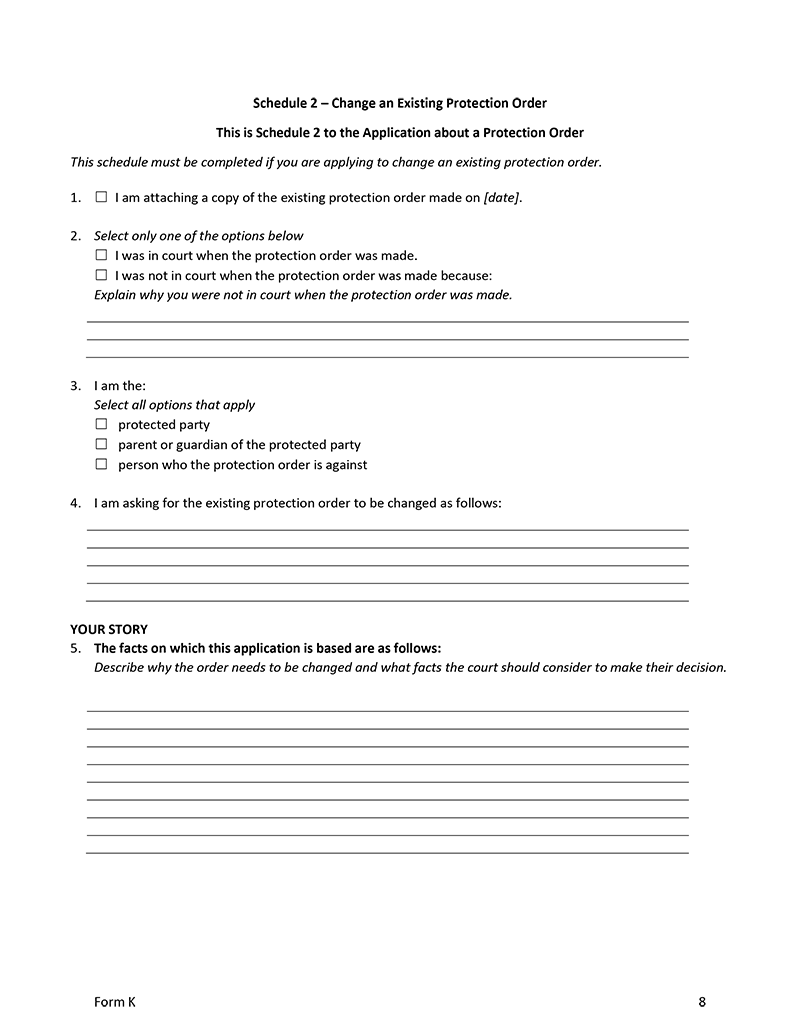 Schedule 2 – Change an Existing Protection Order
This is Schedule 2 to the Application about a Protection Order
This schedule must be completed if you are applying to change an existing protection order.
1. ☐ I am attaching a copy of the existing protection order made on [date].
2. Select only one of the options below
☐ I was in court when the protection order was made.
☐ I was not in court when the protection order was made because:
Explain why you were not in court when the protection order was made.
3. I am the:
Select all options that apply
☐ protected party
☐ parent or guardian of the protected party
☐ person who the protection order is against
4. I am asking for the existing protection order to be changed as follows:
YOUR STORY
5. The facts on which this application is based are as follows:
Describe why the order needs to be changed and what facts the court should consider to make their decision.
Form K 8